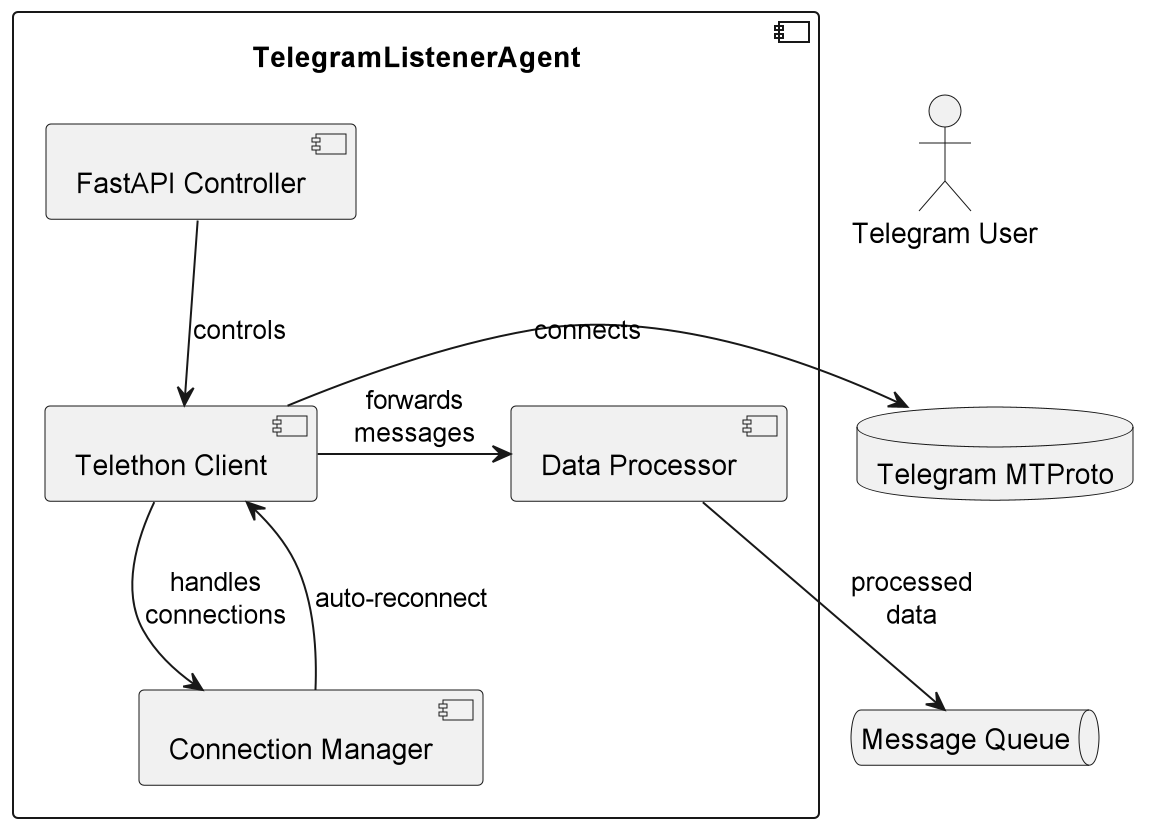 TelegramListenerAgent
FastAPI Controller
Telegram User
controls
connects
forwards
messages
Telethon Client
Data Processor
Telegram MTProto
handles
connections
auto-reconnect
processed
data
Connection Manager
Message Queue